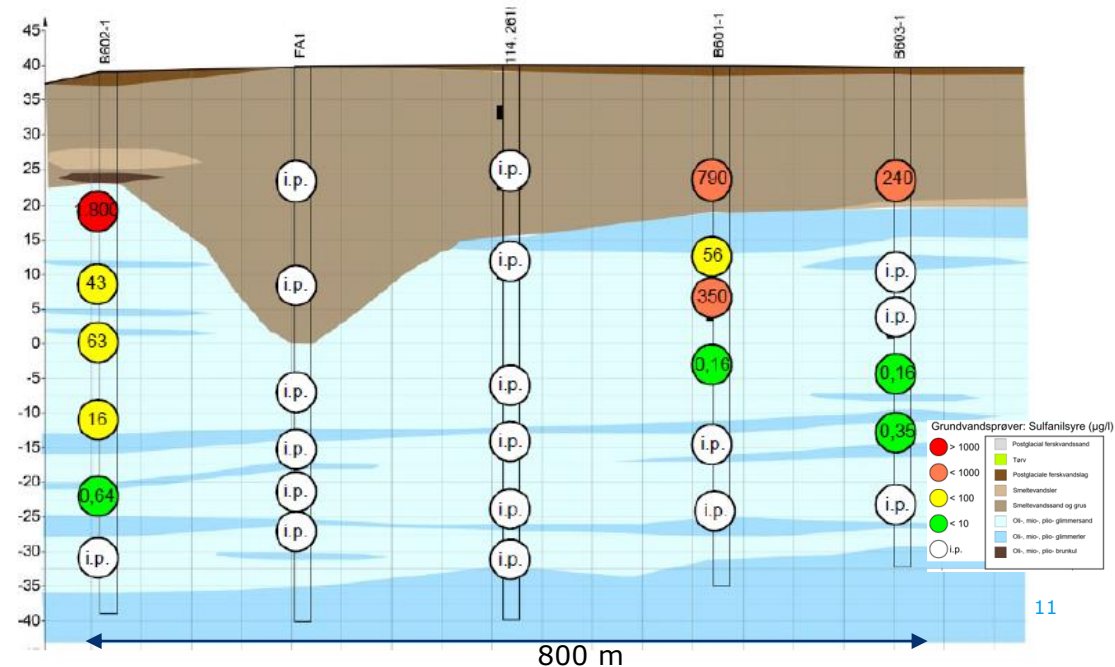 B602-1
FA1
114. 261
B601-1
B603-1
45
40
35
30
25
20
15
10
5
0
-5
-10
-15
-20
-25
-30
-35
-40
1.800
43
63
16
0,64
i.p.
i.p.
i.p.
i.p.
i.p.
i.p.
i.p.
i.p.
i.p.
i.p.
i.p.
i.p.
i.p.
790
56
350
0,16
i.p.
i.p.
240
i.p.
i.p.
0,16
0,35
i.p.
Grundvandsprøver: Sulfanilsyre (µg/l)
> 1000
< 1000
< 100
< 10
i.p.
Postglacial ferskvandssand
Tørv
Postglaciale ferskvandslag
Smeltevandsler
Smeltevandssand og grus
Oli-, mio-, plio- glimmersand
Oli-, mio-, plio- glimmerler
Oli-, mio-, plio- brunkul
11
800 m